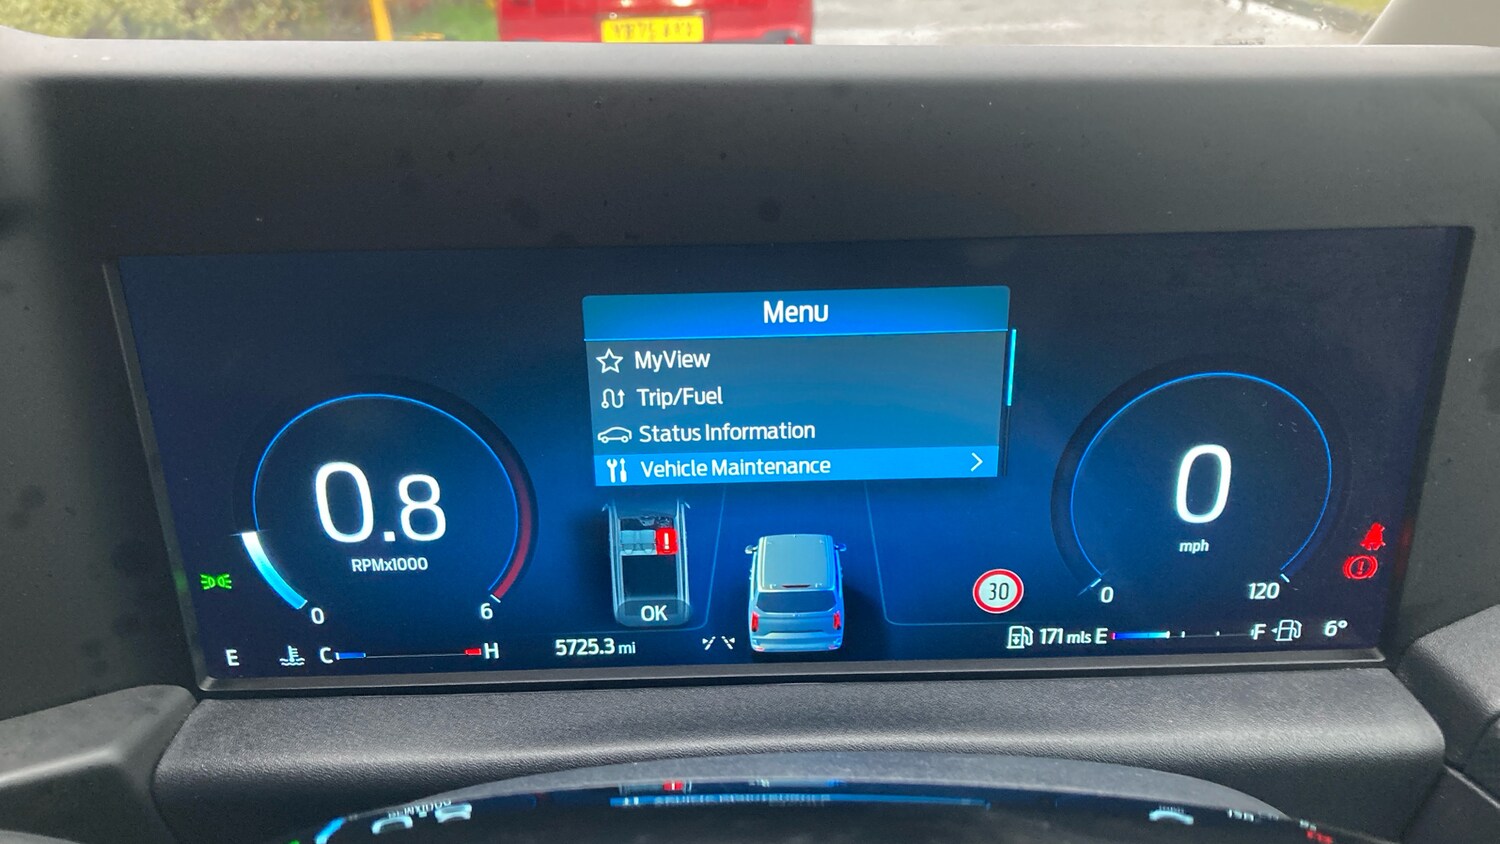 Menu
MyView
Trip/Fuel
Status Information
Vehicle Maintenance
0.8
RPMx1000
0
6
OK
30
0
mph
0
120
E
C
H
5725.3 mi
171 mls E
F
6°